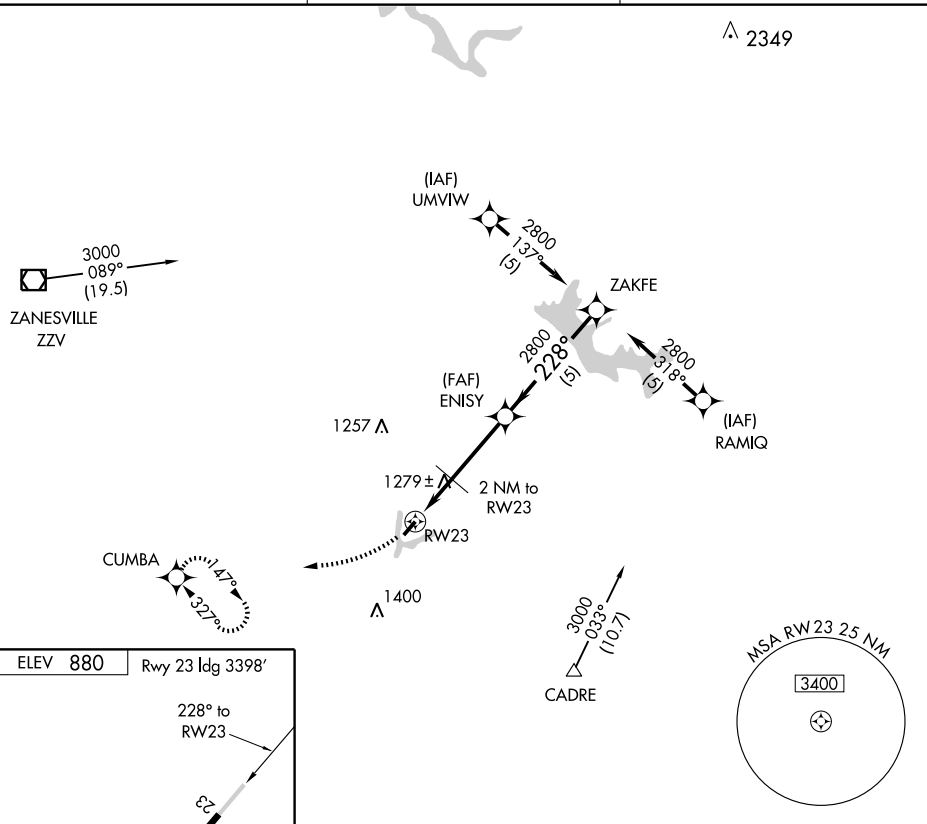 2349
(IAF)
UMVIW
2800
137°
(5)
3000
089°
(19.5)
ZANESVILLE
ZZV
ZAKFE
2800
228°
(5)
2800
318°
(5)
(FAF)
ENISY
(IAF)
RAMIQ
1257
1279±
2 NM to
RW23
RW23
CUMBA
147°
327°
1400
3000
033°
(10.7)
CADRE
MSA RW23 25 NM
3400
ELEV 880
Rwy 23 ldg 3398'
228° to
RW23
23